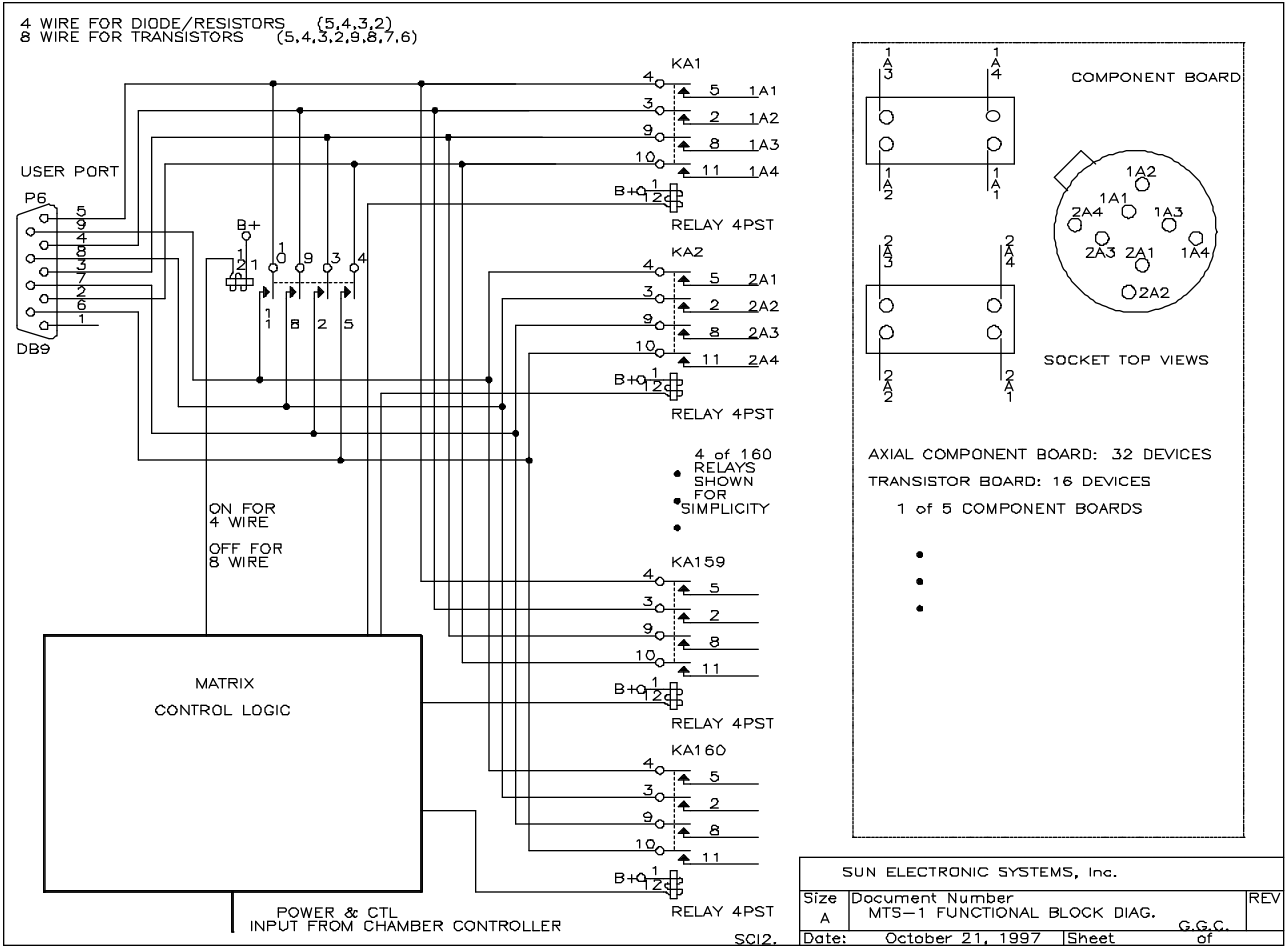 4 WIRE FOR DIODE/RESISTORS (5,4,3,2)
8 WIRE FOR TRANSISTORS (5,4,3,2,9,8,7,6)
USER PORT
P6
5
9
4
8
3
7
2
6
1
DB9
B+
1
2
1
10
9
3
4
11
8
2
5
ON FOR
4 WIRE
OFF FOR
8 WIRE
MATRIX
CONTROL LOGIC
POWER & CTL
INPUT FROM CHAMBER CONTROLLER
KA1
4
5 1A1
3
2 1A2
9
8 1A3
10
11 1A4
B+ 1
12
RELAY 4PST
KA2
4
5 2A1
3
2 2A2
9
8 2A3
10
11 2A4
B+ 1
12
RELAY 4PST
4 of 160
RELAYS
SHOWN
FOR
SIMPLICITY
KA159
4
5
3
2
9
8
10
11
B+ 1
12
RELAY 4PST
KA160
4
5
3
2
9
8
10
11
B+ 1
12
RELAY 4PST
SCI2.
1A3
1A4
1A2
1A1
2A3
2A4
2A2
2A1
COMPONENT BOARD
1A2
1A1
2A4
1A3
2A3
2A1
1A4
2A2
SOCKET TOP VIEWS
AXIAL COMPONENT BOARD: 32 DEVICES
TRANSISTOR BOARD: 16 DEVICES
1 of 5 COMPONENT BOARDS
SUN ELECTRONIC SYSTEMS, Inc.
Size
A
Document Number
MTS-1 FUNCTIONAL BLOCK DIAG.
G.G.C.
REV
Date: October 21, 1997
Sheet of